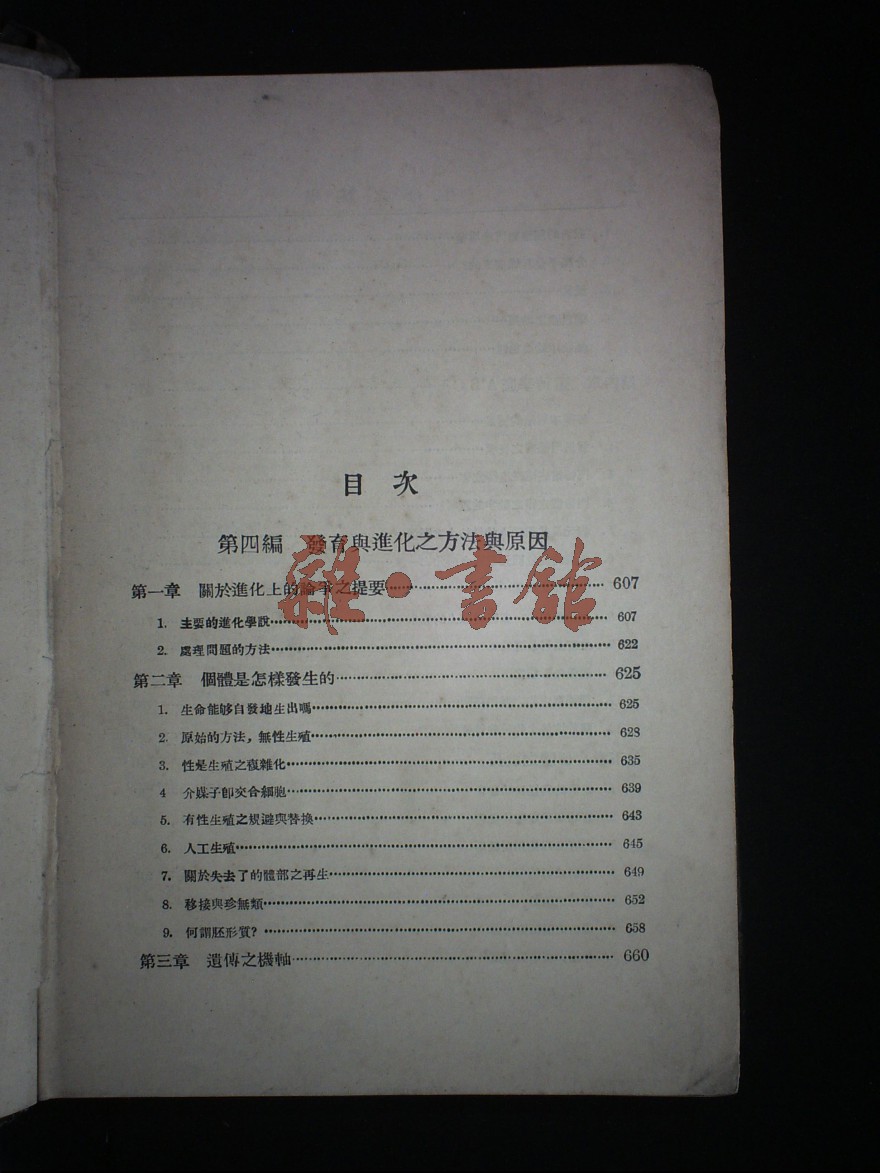 目次
第四編 發育與進化之方法與原因
第一章 關於進化上的論爭之提要 607
1. 主要的進化學說 607
2. 處理問題的方法 622
第二章 個體是怎樣發生的 625
1. 生命能够自發地生出嗎 625
2. 原始的方法，無性生殖 628
3. 性是生殖之複雜化 635
4 介媒子卽交合細胞 639
5. 有性生殖之規避與替換 643
6. 人工生殖 645
7. 關於失去了的體部之再生 649
8. 移接與珍無類 652
9. 何謂胚形質？ 658
第三章 遺傳之機軸 660
雜·書館